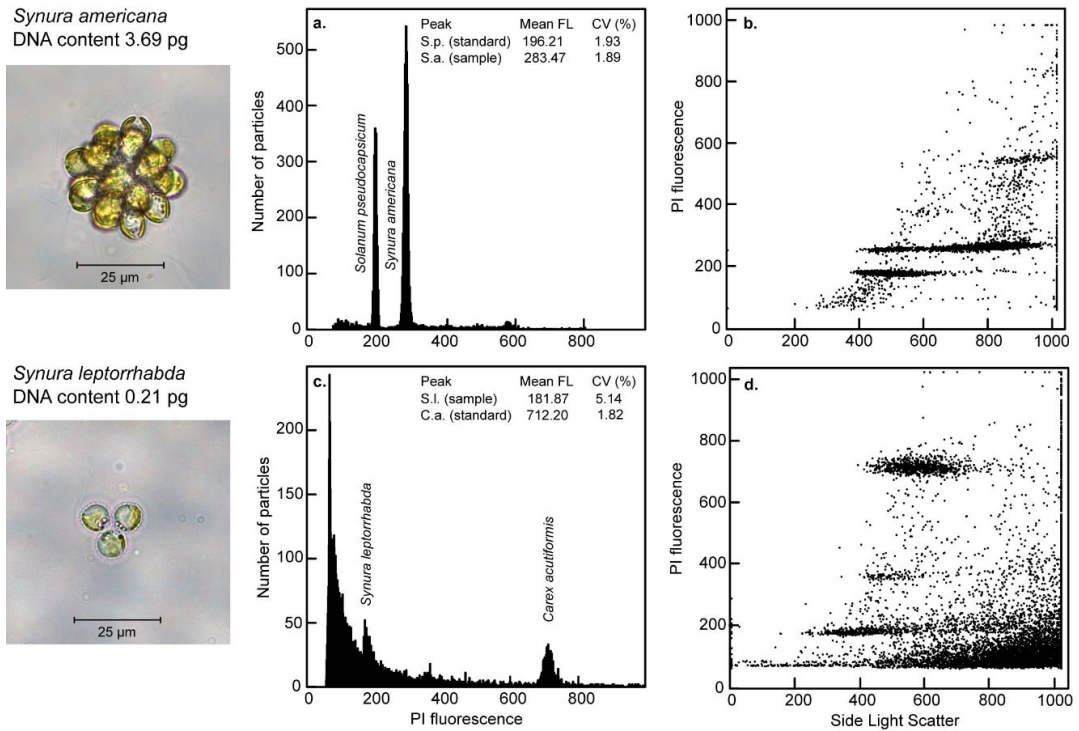 Synura americana
DNA content 3.69 pg
25 µm
a.
Peak Mean FL CV (%)
S.p. (standard) 196.21 1.93
S.a. (sample) 283.47 1.89
Number of particles
500
400
300
200
100
0
Solanum pseudocapsicum
Synura americana
0 200 400 600 800
b.
PI fluorescence
1000
800
600
400
200
0
0 200 400 600 800 1000
Synura leptorrhabda
DNA content 0.21 pg
25 µm
c.
Peak Mean FL CV (%)
S.l. (sample) 181.87 5.14
C.a. (standard) 712.20 1.82
Number of particles
200
150
100
50
0
Synura leptorrhabda
Carex acutiformis
0 200 400 600 800
PI fluorescence
d.
PI fluorescence
1000
800
600
400
200
0
0 200 400 600 800 1000
Side Light Scatter